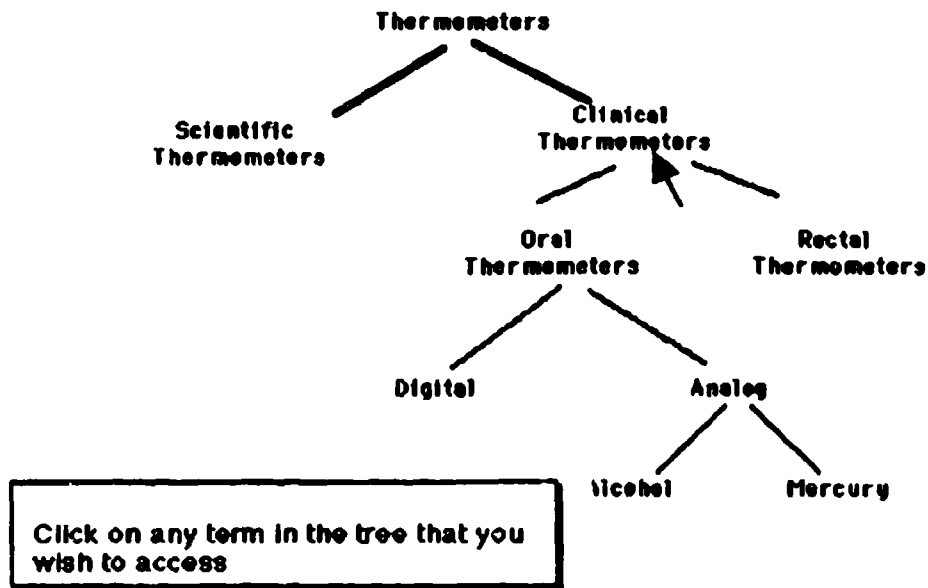 Thermometers
Scientific
Thermometers
Clinical
Thermometers
Oral
Thermometers
Rectal
Thermometers
Digital
Analog
Alcohol
Mercury
Click on any term in the tree that you
wish to access